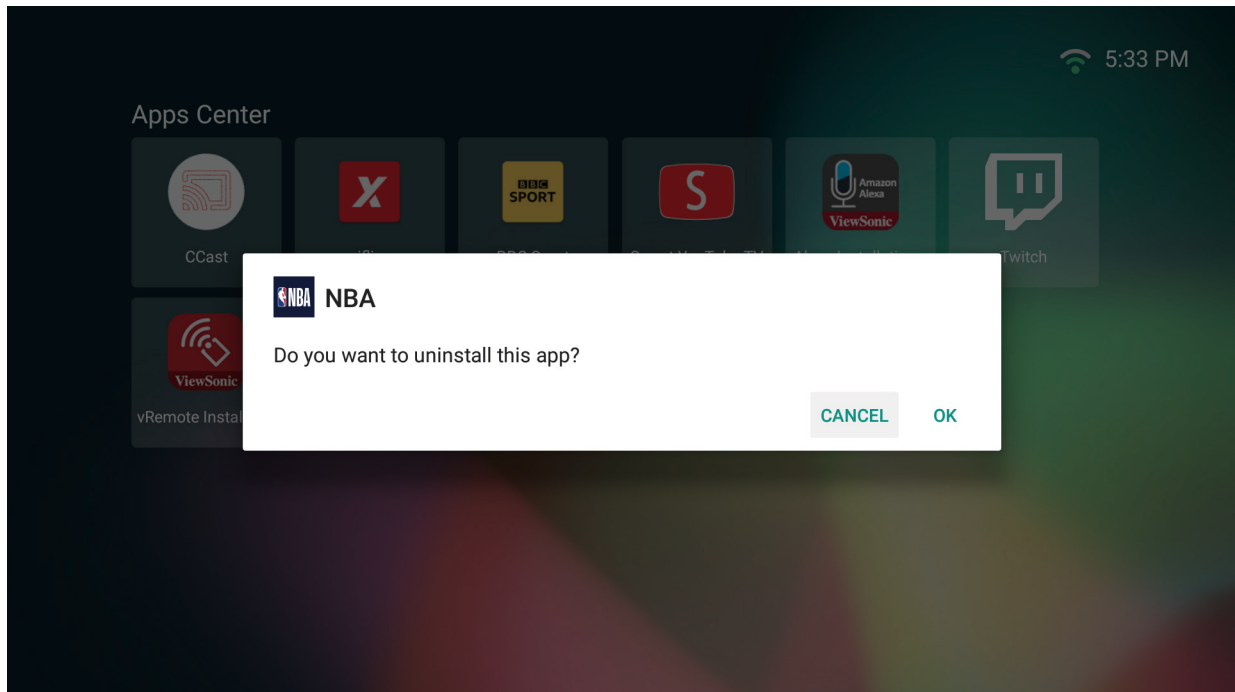 5:33 PM
Apps Center
BBC
SPORT
S
Amazon
Alexa
ViewSonic
CCast
Twitch
NBA
NBA
Do you want to uninstall this app?
ViewSonic
vRemote Instal
CANCEL
OK